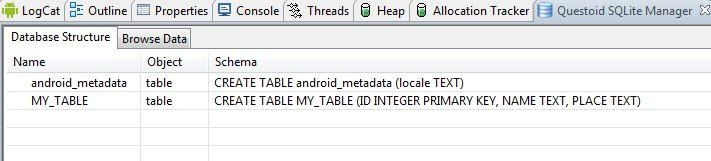 LogCat Outline Properties Console Threads Heap Allocation Tracker Questoid SQLite Manager
Database Structure Browse Data
Name Object Schema
android_metadata table CREATE TABLE android_metadata (locale TEXT)
MY_TABLE table CREATE TABLE MY_TABLE (ID INTEGER PRIMARY KEY, NAME TEXT, PLACE TEXT)